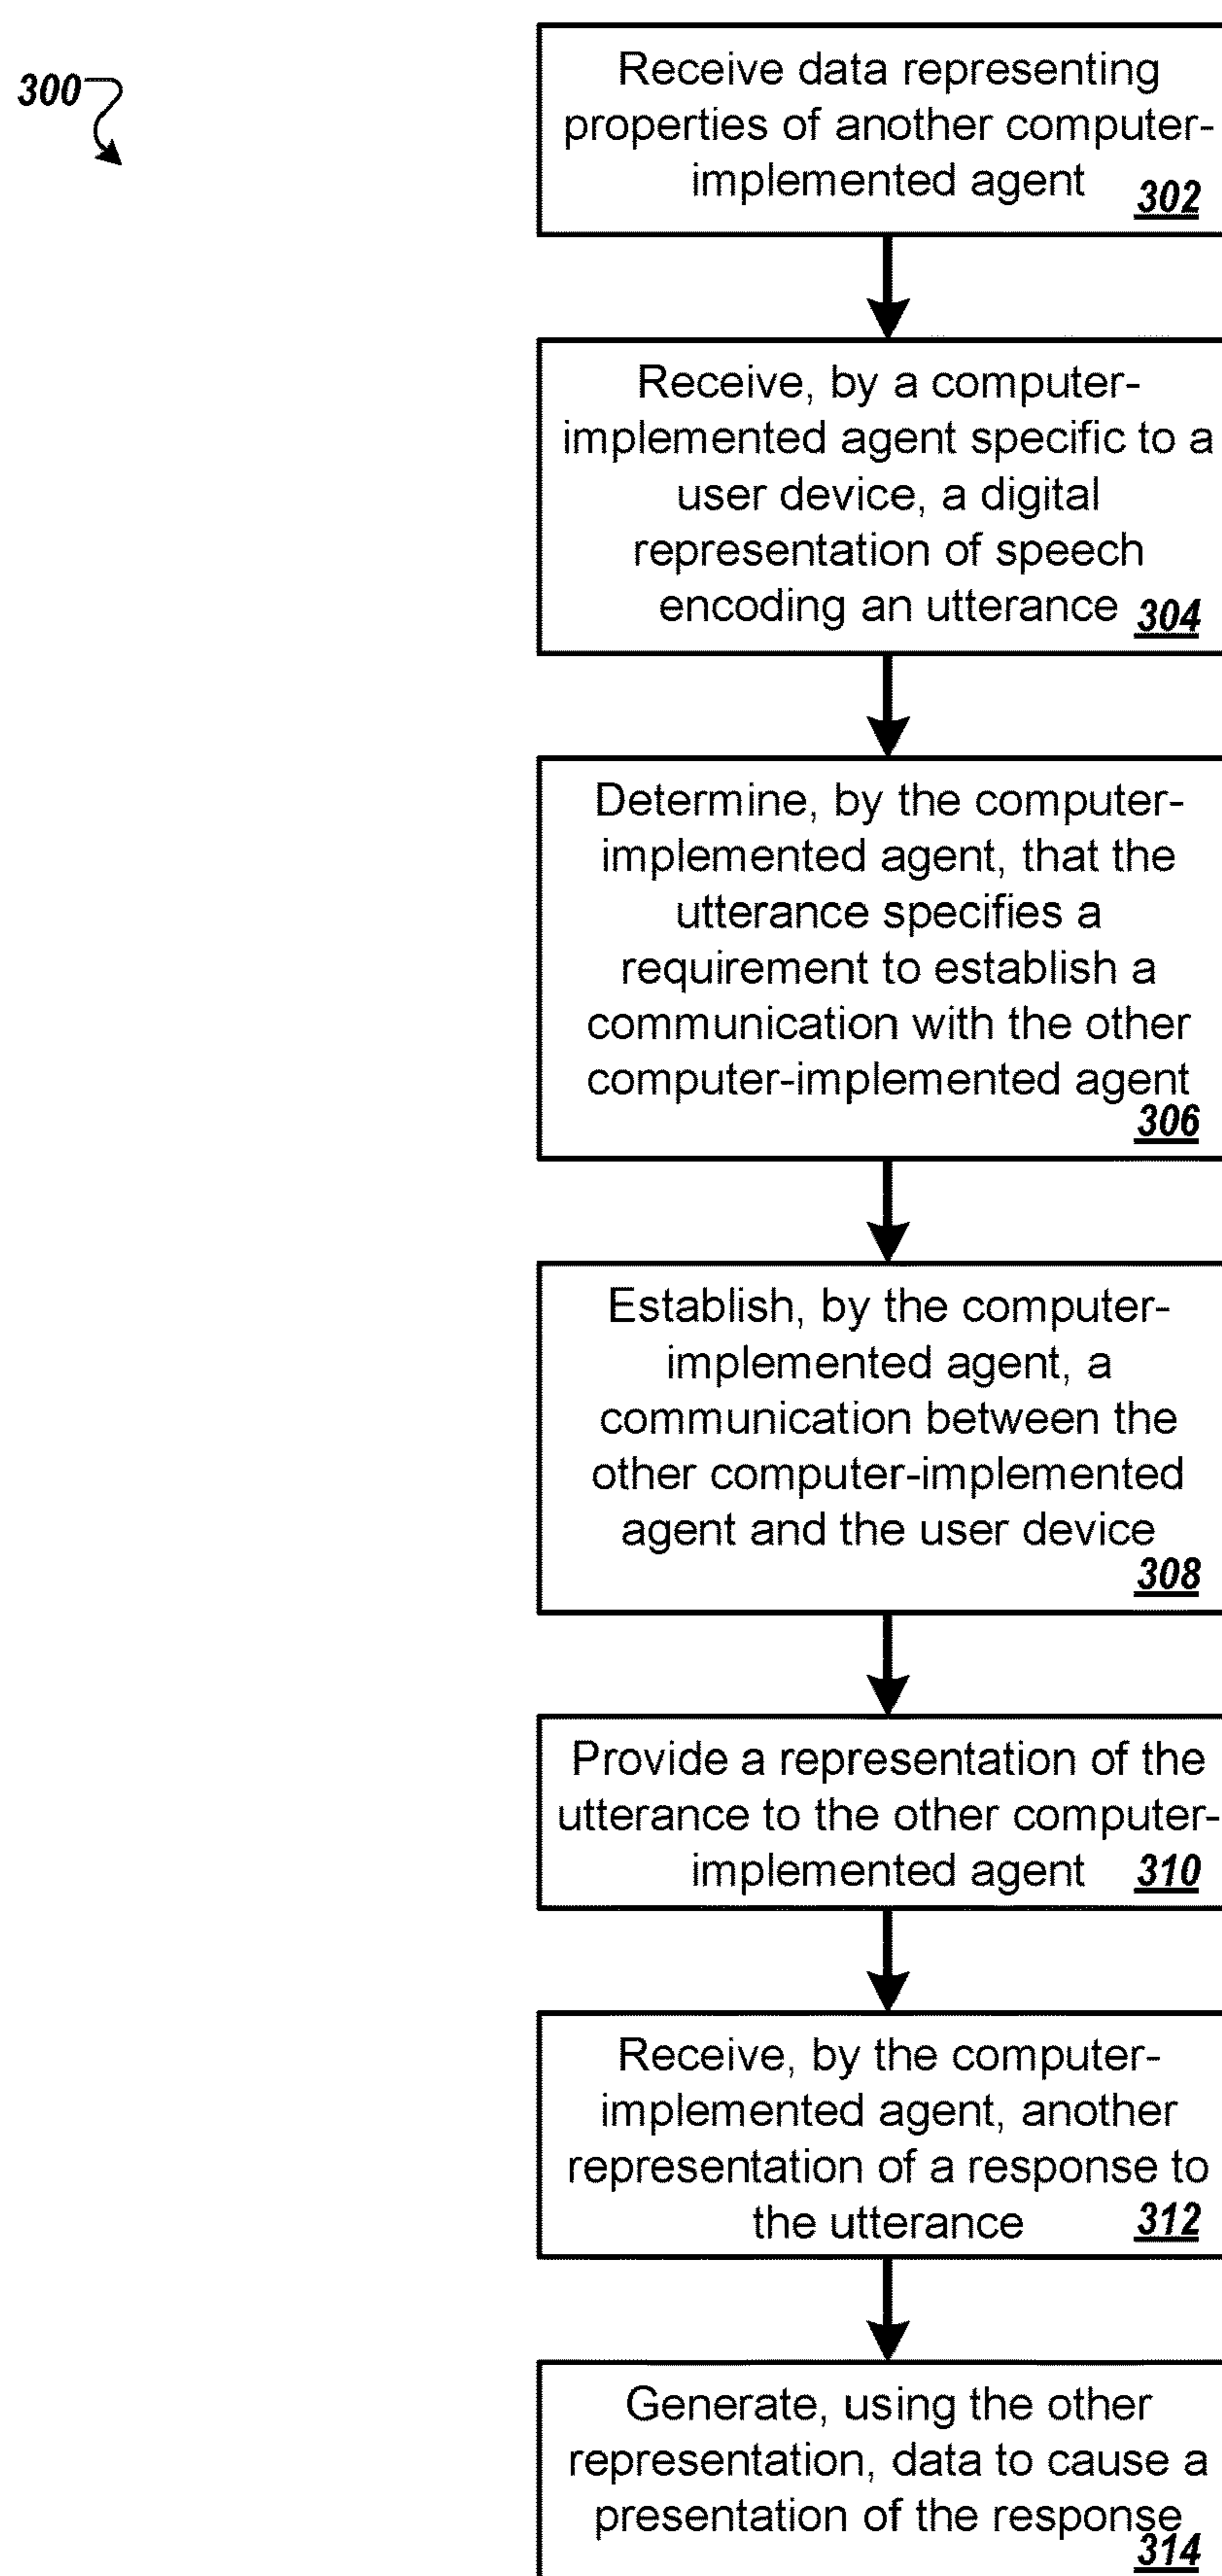 300
Receive data representing
properties of another computer-
implemented agent 302
Receive, by a computer-
implemented agent specific to a
user device, a digital
representation of speech
encoding an utterance 304
Determine, by the computer-
implemented agent, that the
utterance specifies a
requirement to establish a
communication with the other
computer-implemented agent
306
Establish, by the computer-
implemented agent, a
communication between the
other computer-implemented
agent and the user device
308
Provide a representation of the
utterance to the other computer-
implemented agent 310
Receive, by the computer-
implemented agent, another
representation of a response to
the utterance 312
Generate, using the other
representation, data to cause a
presentation of the response
314